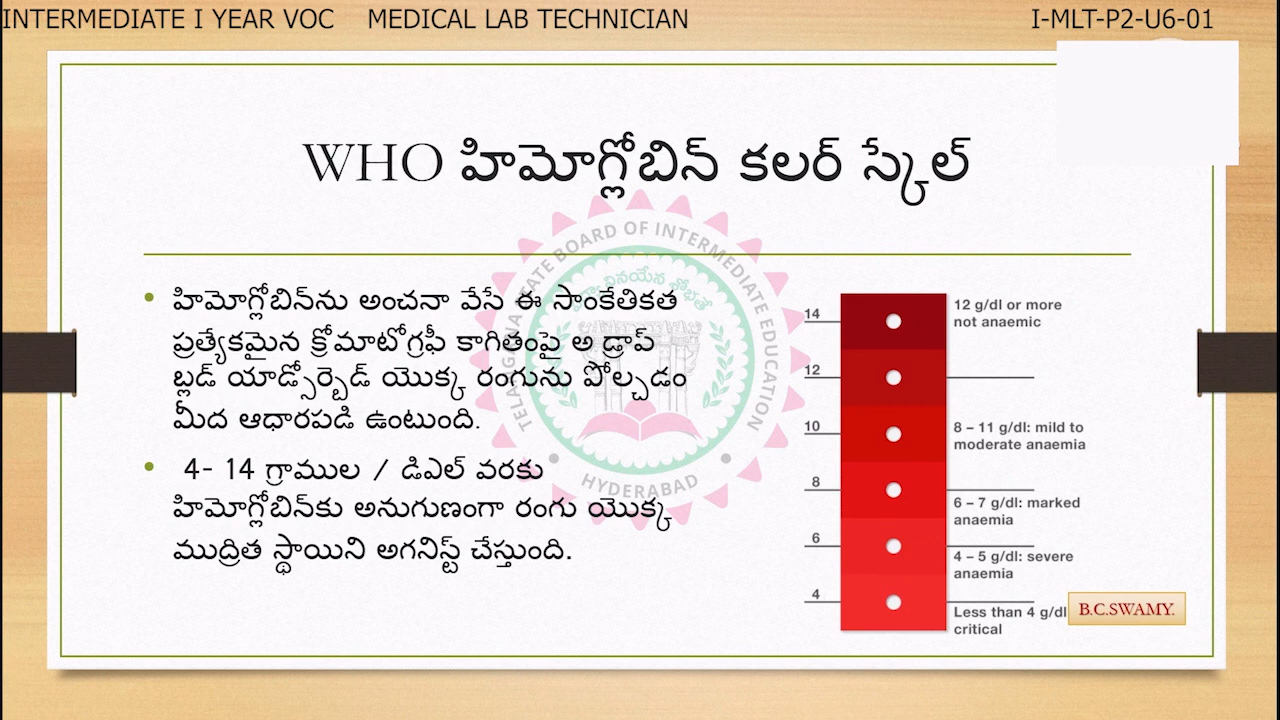 INTERMEDIATE I YEAR VOC MEDICAL LAB TECHNICIAN I-MLT-P2-U6-01
WHO హిమోగ్లోబిన్ కలర్ స్కేల్
• హిమోగ్లోబిన్‌ను అంచనా వేసే ఈ సాంకేతికత
ప్రత్యేకమైన క్రోమాటోగ్రఫీ కాగితంపై అ డ్రాప్
బ్లడ్ యాడ్సోర్బెడ్ యొక్క రంగును పోల్చడం
మీద ఆధారపడి ఉంటుంది.
• 4- 14 గ్రాముల / డిఎల్ వరకు
హిమోగ్లోబిన్‌కు అనుగుణంగా రంగు యొక్క
ముద్రిత స్థాయిని అగనిస్ట్ చేస్తుంది.
14
12
10
8
6
4
12 g/dl or more
not anaemic
8 – 11 g/dl: mild to
moderate anaemia
6 – 7 g/dl: marked
anaemia
4 – 5 g/dl: severe
anaemia
Less than 4 g/dl
critical
B.C.SWAMY.
TELANGANA STATE BOARD OF INTERMEDIATE EDUCATION
HYDERABAD